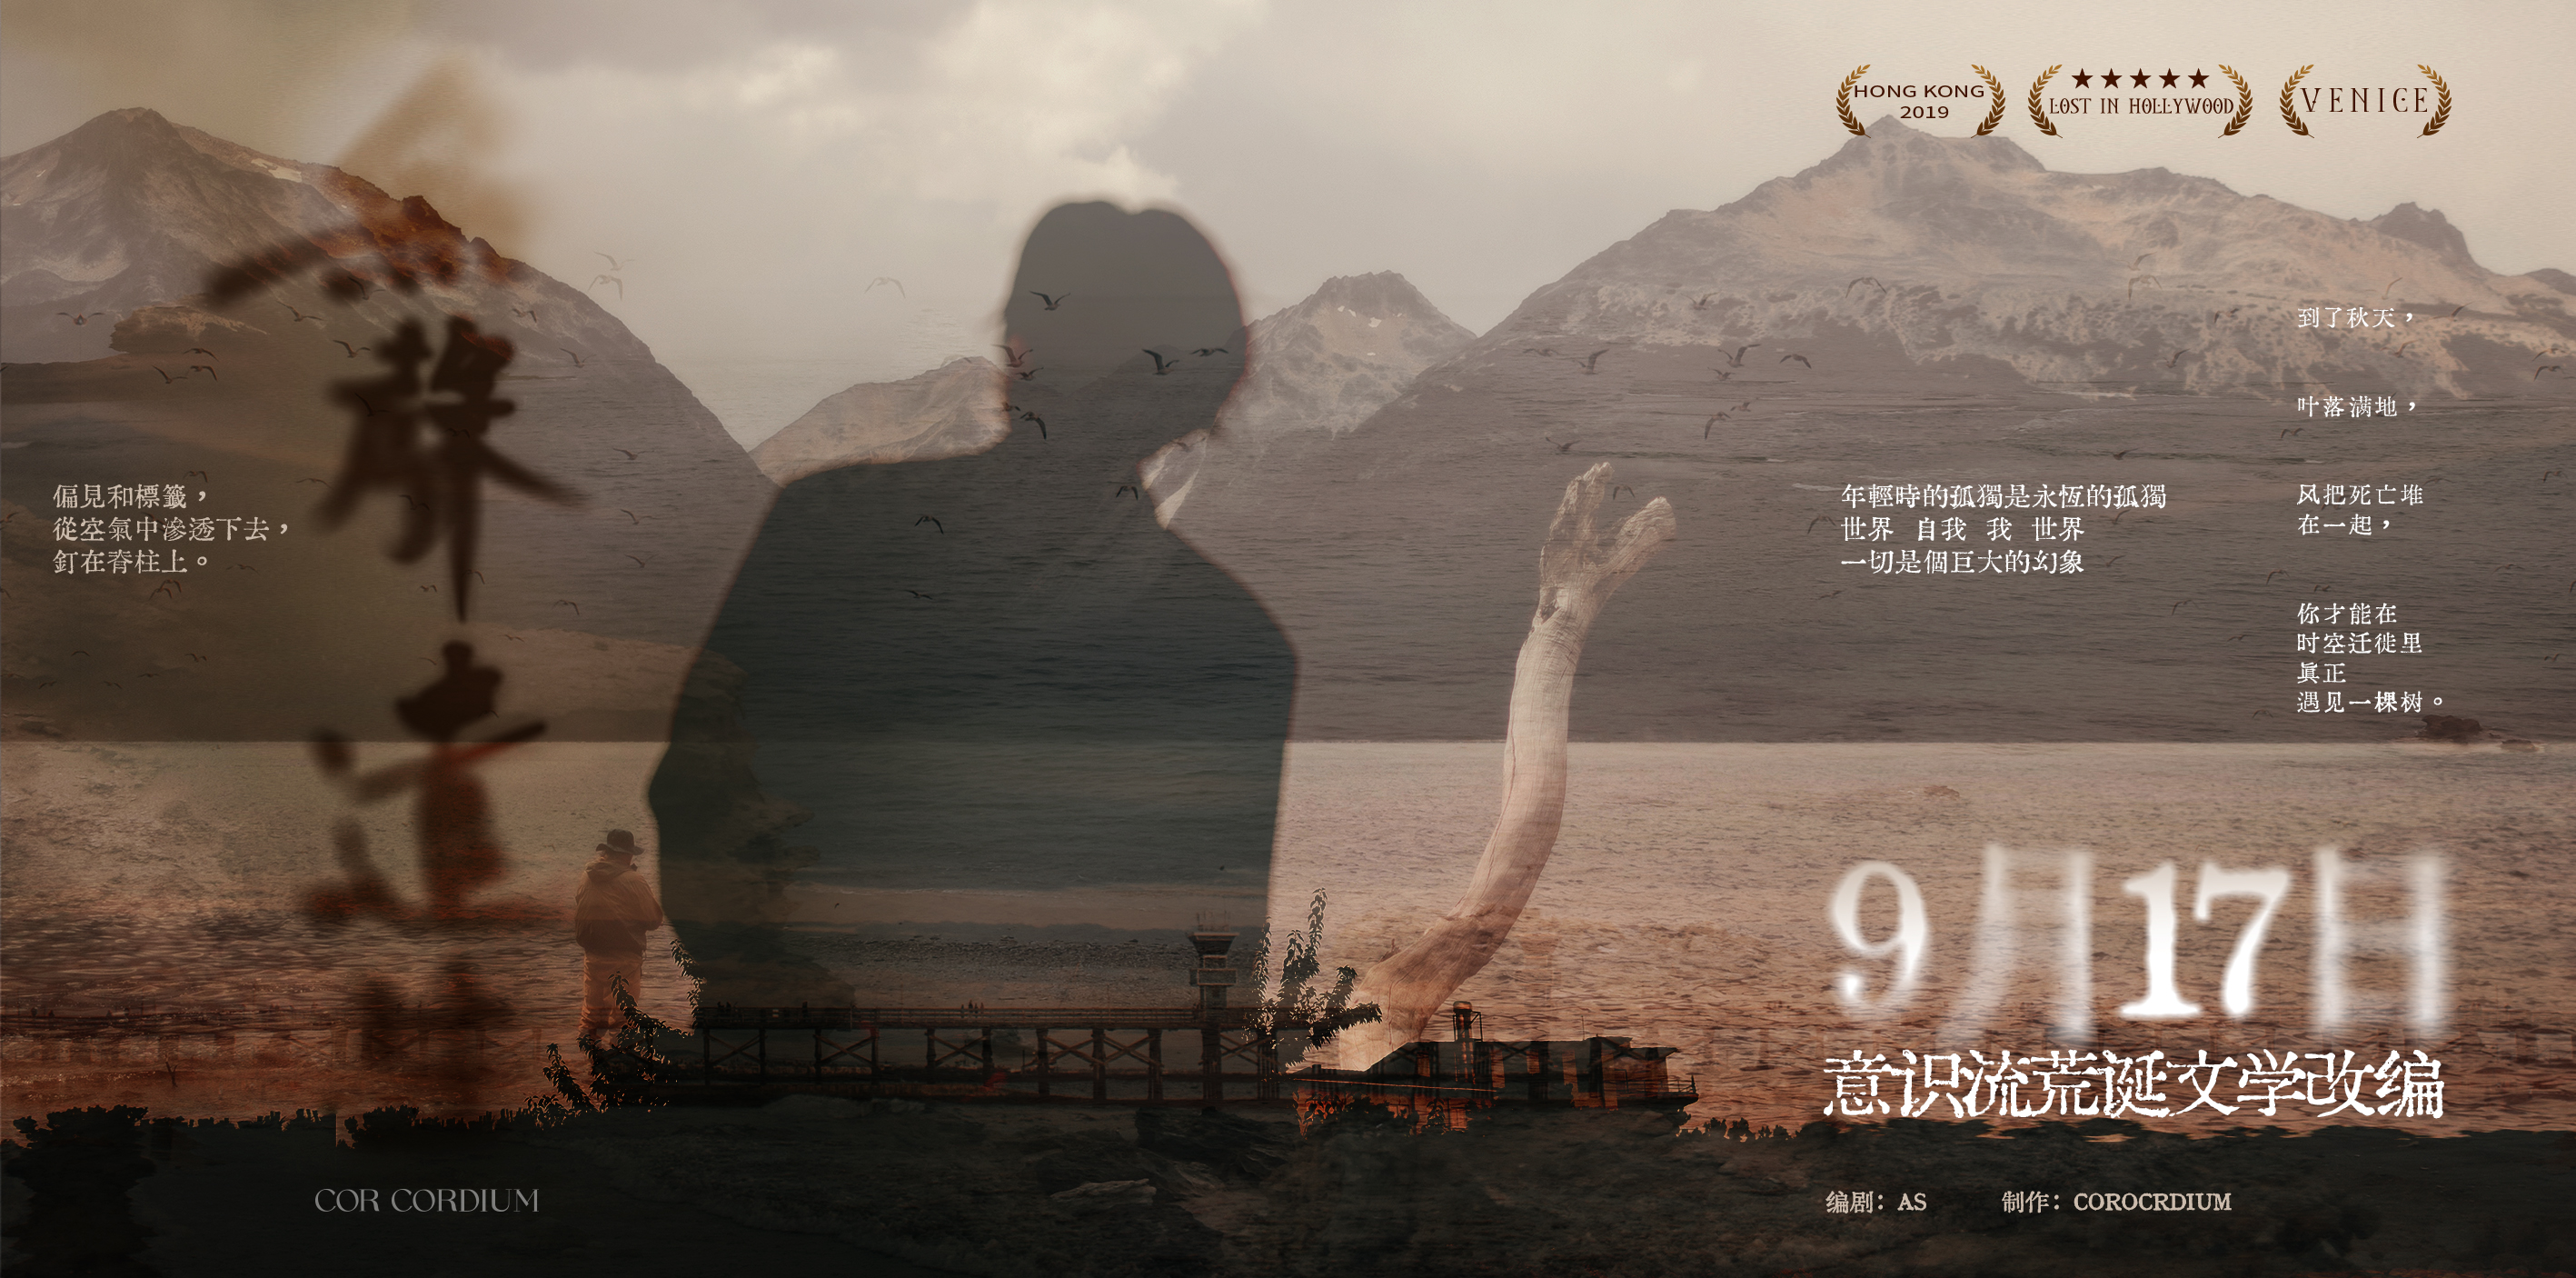 HONG KONG
2019
LOST IN HOLLYWOOD
VENICE
偏見和標籤，
從空氣中滲透下去，
釘在脊柱上。
年輕時的孤獨是永恆的孤獨
世界 自我 我 世界
一切是個巨大的幻象
到了秋天，
叶落满地，
风把死亡堆
在一起，
你才能在
时空迁徙里
真正
遇见一棵树。
9月17日
意识流荒诞文学改编
COR CORDIUM
编剧：AS
制作：COROCRDIUM